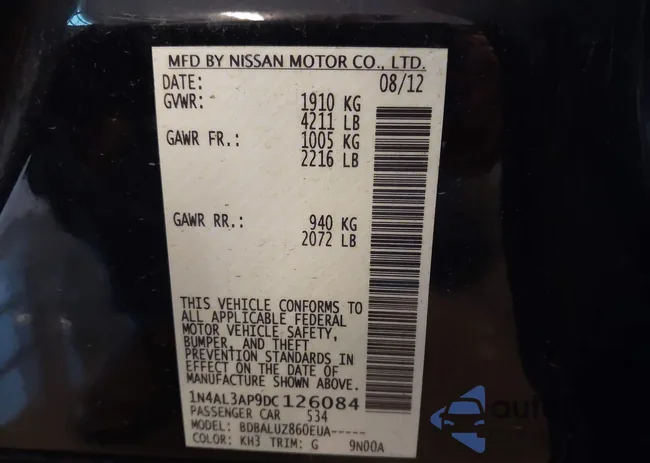 MFD BY NISSAN MOTOR CO., LTD.
DATE: 08/12
GVWR: 1910 KG
4211 LB
GAWR FR.: 1005 KG
2216 LB
GAWR RR.: 940 KG
2072 LB
THIS VEHICLE CONFORMS TO
ALL APPLICABLE FEDERAL
MOTOR VEHICLE SAFETY,
BUMPER, AND THEFT
PREVENTION STANDARDS IN
EFFECT ON THE DATE OF
MANUFACTURE SHOWN ABOVE.
1N4AL3AP9DC126084
PASSENGER CAR 534
MODEL: BDBALUZ860EUA-----
COLOR: KH3 TRIM: G 9N00A